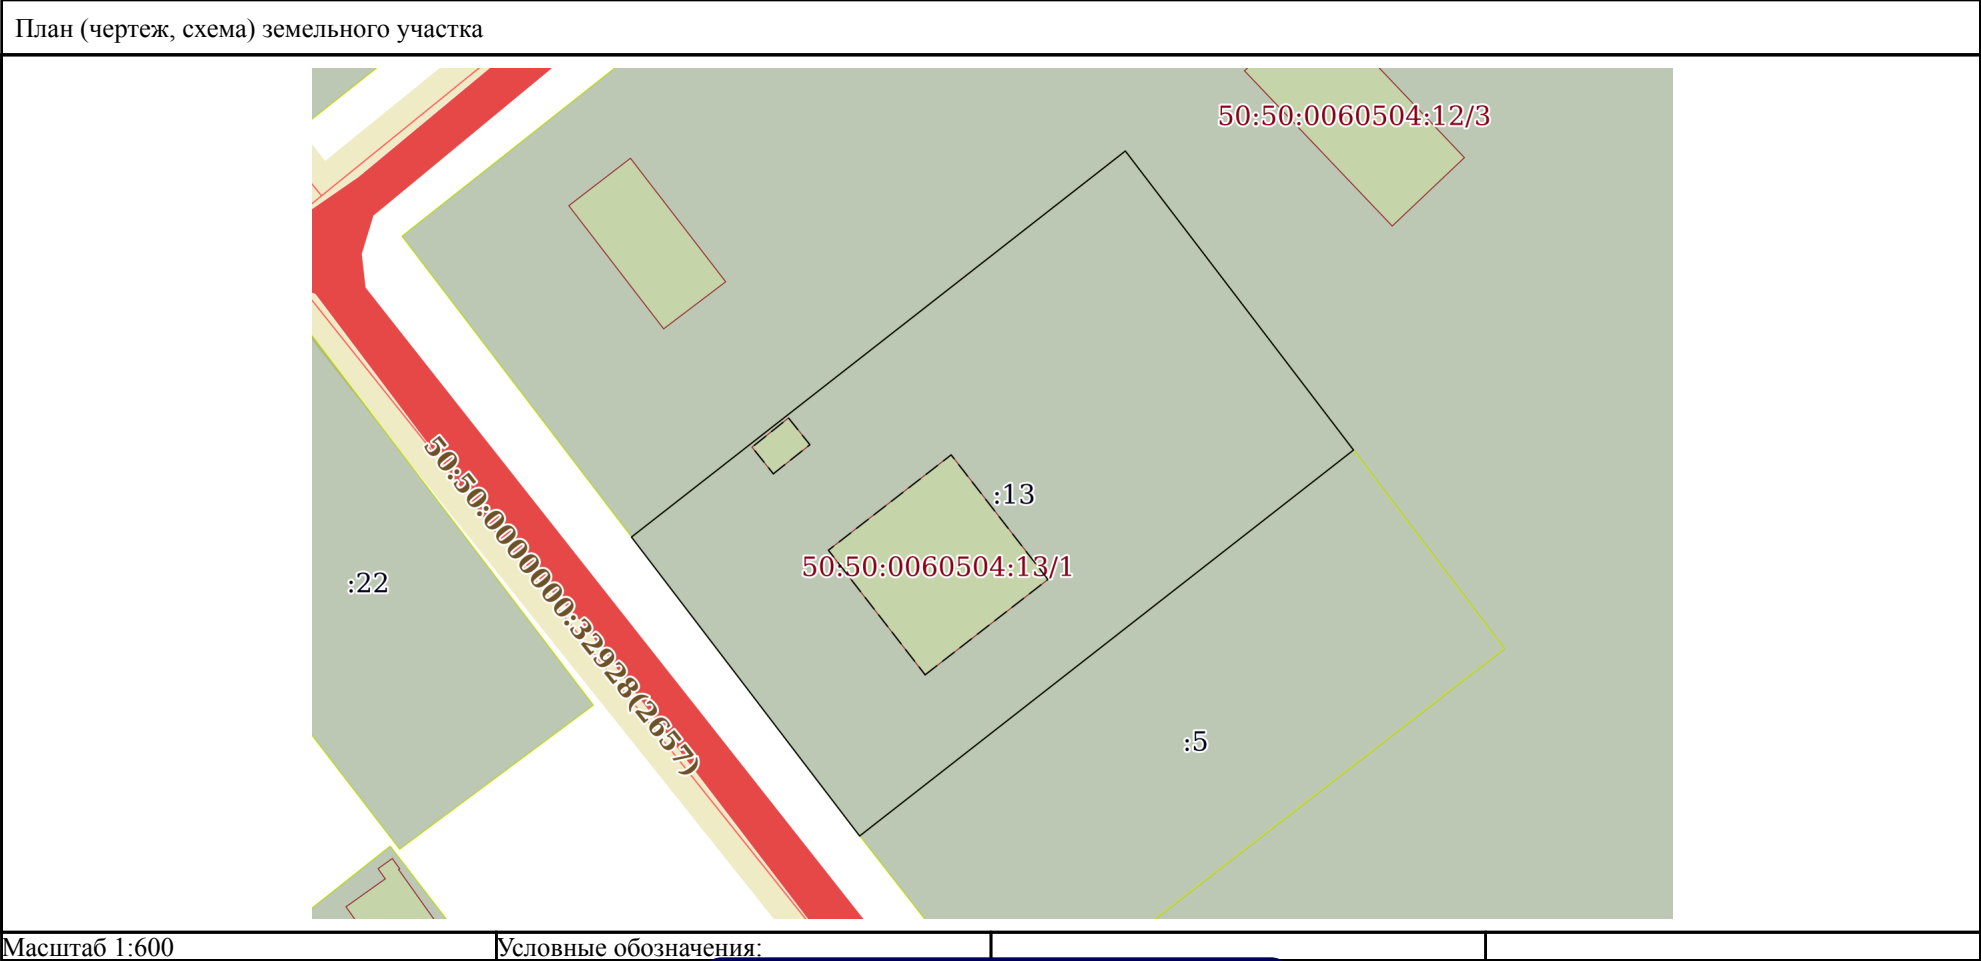 План (чертеж, схема) земельного участка
50:50:0060504:12/3
:13
50:50:0060504:13/1
50:50:0000000:32928(2657)
:22
:5
Масштаб 1:600
Условные обозначения: